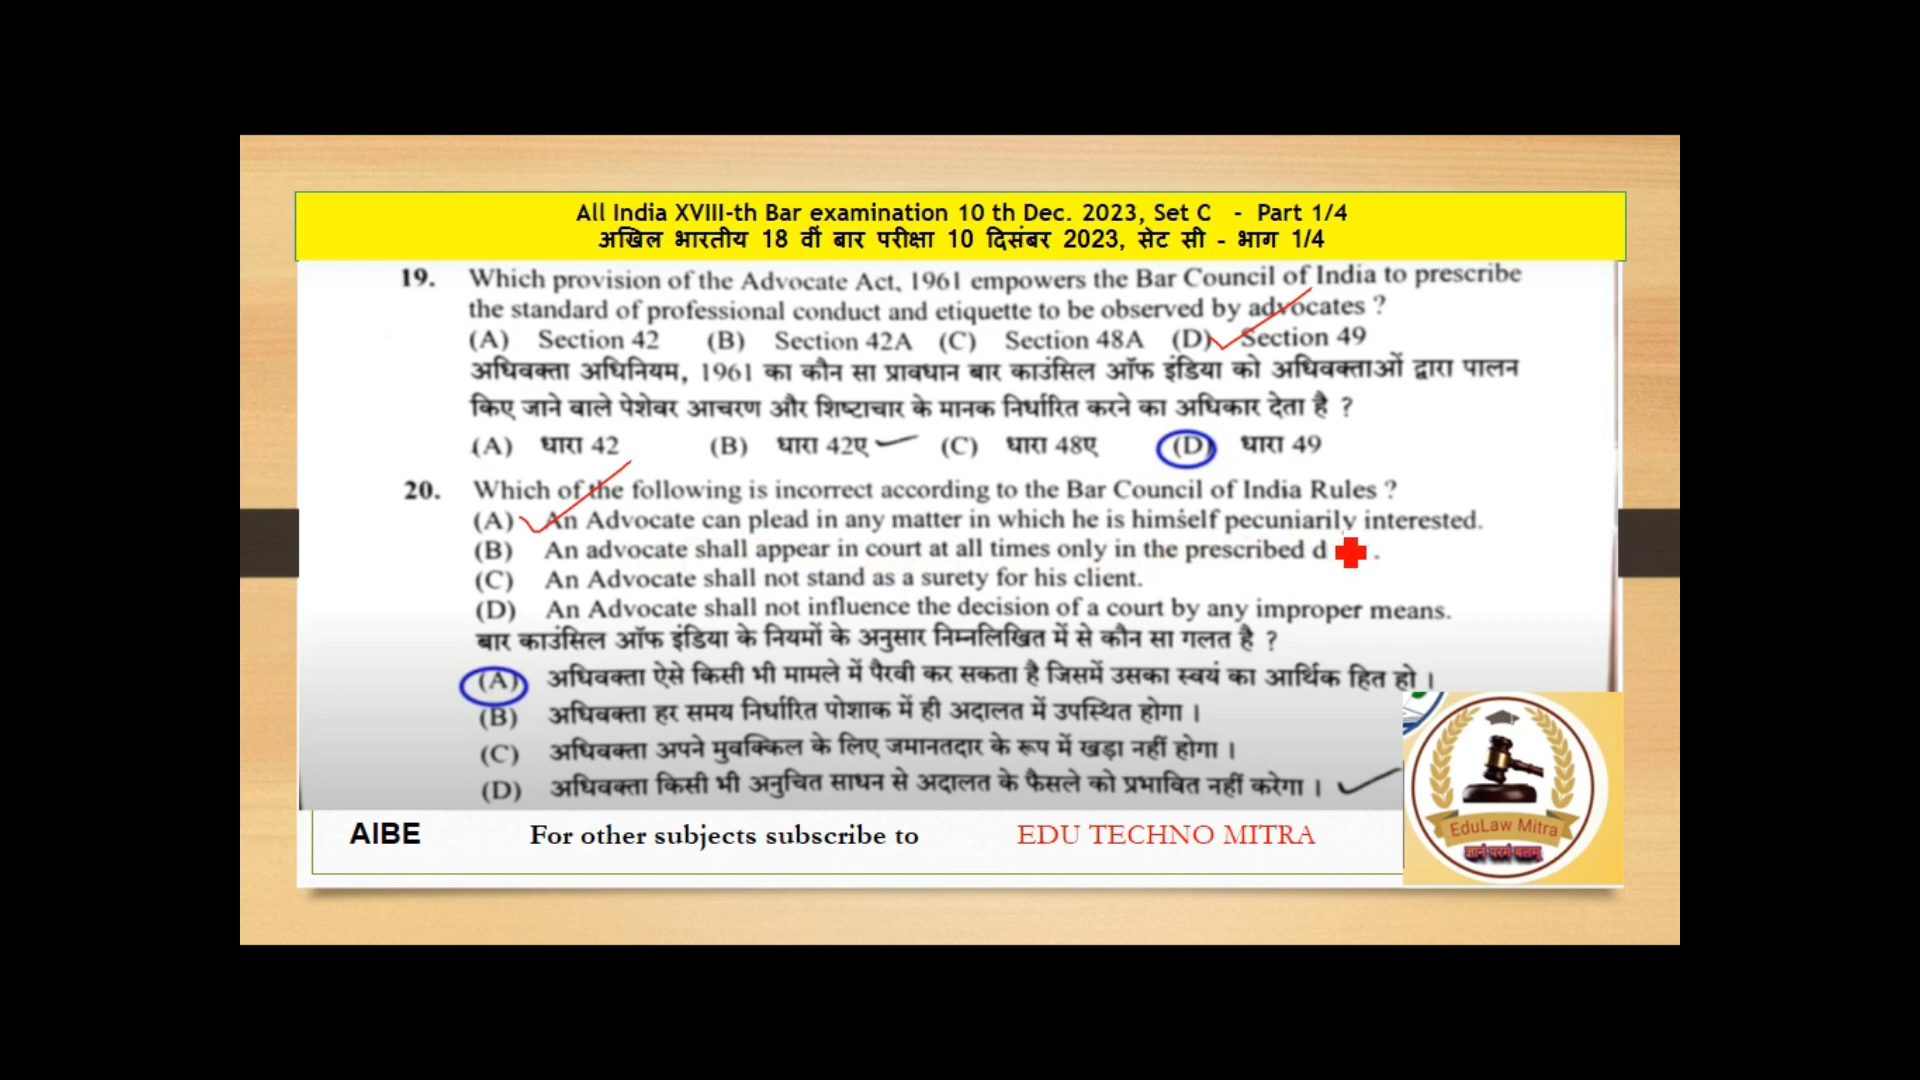 All India XVIII-th Bar examination 10 th Dec. 2023, Set C - Part 1/4
अखिल भारतीय 18 वीं बार परीक्षा 10 दिसंबर 2023, सेट सी - भाग 1/4
19. Which provision of the Advocate Act, 1961 empowers the Bar Council of India to prescribe
the standard of professional conduct and etiquette to be observed by advocates ?
(A) Section 42 (B) Section 42A (C) Section 48A (D) Section 49
अधिवक्ता अधिनियम, 1961 का कौन सा प्रावधान बार काउंसिल ऑफ इंडिया को अधिवक्ताओं द्वारा पालन
किए जाने वाले पेशेवर आचरण और शिष्टाचार के मानक निर्धारित करने का अधिकार देता है ?
(A) धारा 42 (B) धारा 42ए (C) धारा 48ए (D) धारा 49
20. Which of the following is incorrect according to the Bar Council of India Rules ?
(A) An Advocate can plead in any matter in which he is himself pecuniarily interested.
(B) An advocate shall appear in court at all times only in the prescribed d .
(C) An Advocate shall not stand as a surety for his client.
(D) An Advocate shall not influence the decision of a court by any improper means.
बार काउंसिल ऑफ इंडिया के नियमों के अनुसार निम्नलिखित में से कौन सा गलत है ?
(A) अधिवक्ता ऐसे किसी भी मामले में पैरवी कर सकता है जिसमें उसका स्वयं का आर्थिक हित हो ।
(B) अधिवक्ता हर समय निर्धारित पोशाक में ही अदालत में उपस्थित होगा ।
(C) अधिवक्ता अपने मुवक्किल के लिए जमानतदार के रूप में खड़ा नहीं होगा ।
(D) अधिवक्ता किसी भी अनुचित साधन से अदालत के फैसले को प्रभावित नहीं करेगा ।
AIBE For other subjects subscribe to EDU TECHNO MITRA
EduLaw Mitra
ज्ञानं परमं बलम्